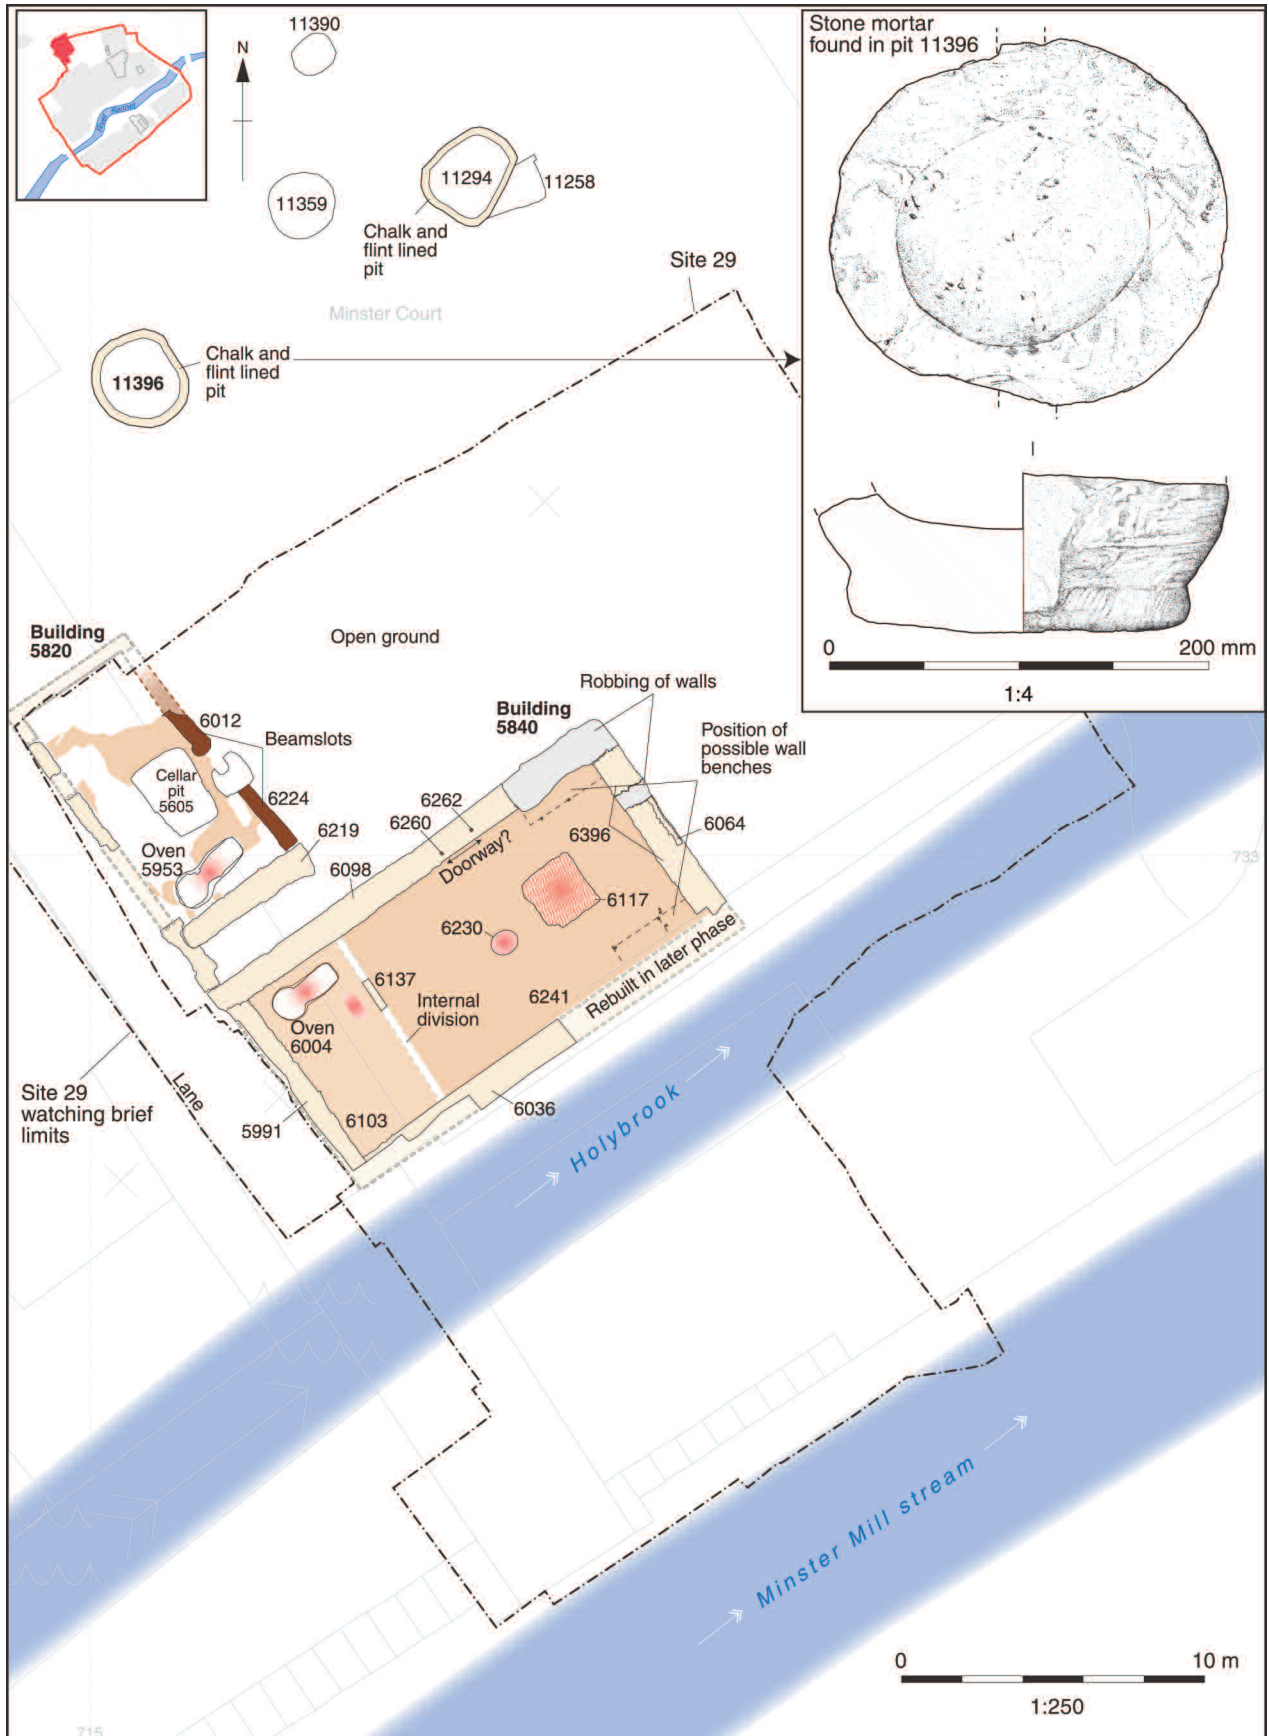 11390
Stone mortar
found in pit 11396
N
River Kennet
11294
11258
11359
Chalk and
flint lined
pit
Site 29
Minster Court
Chalk and
flint lined
pit
11396
0
200 mm
1:4
Building
5820
Open ground
Robbing of walls
Building
5840
Position of
possible wall
benches
6012
Beamslots
Cellar
pit
5605
6224
6262
6260
6219
6064
6396
Doorway?
Oven
5953
6098
733
6117
6230
6137
Internal
division
6241
Rebuilt in later phase
Oven
6004
Site 29
watching brief
limits
Lane
5991
6103
6036
Holybrook
Minster Mill stream
0
10 m
1:250
715